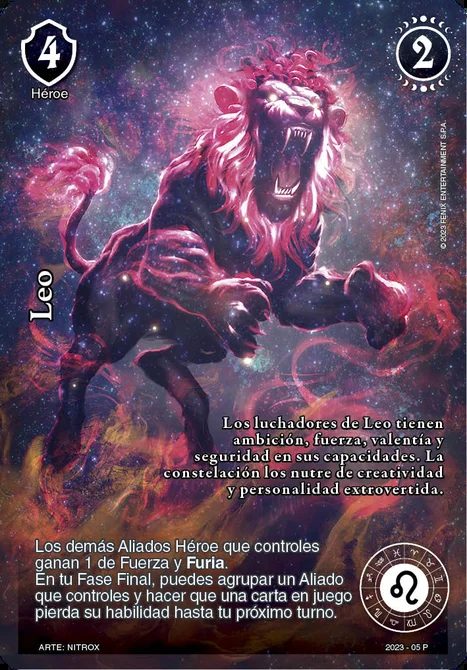 4
Héroe
2
© 2023 FENIX ENTERTAINMENT S.P.A.
Leo
Los luchadores de Leo tienen
ambición, fuerza, valentía y
seguridad en sus capacidades. La
constelación los nutre de creatividad
y personalidad extrovertida.
Los demás Aliados Héroe que controles
ganan 1 de Fuerza y Furia.
En tu Fase Final, puedes agrupar un Aliado
que controles y hacer que una carta en juego
pierda su habilidad hasta tu próximo turno.
ARTE: NITROX
2023 - 05 P